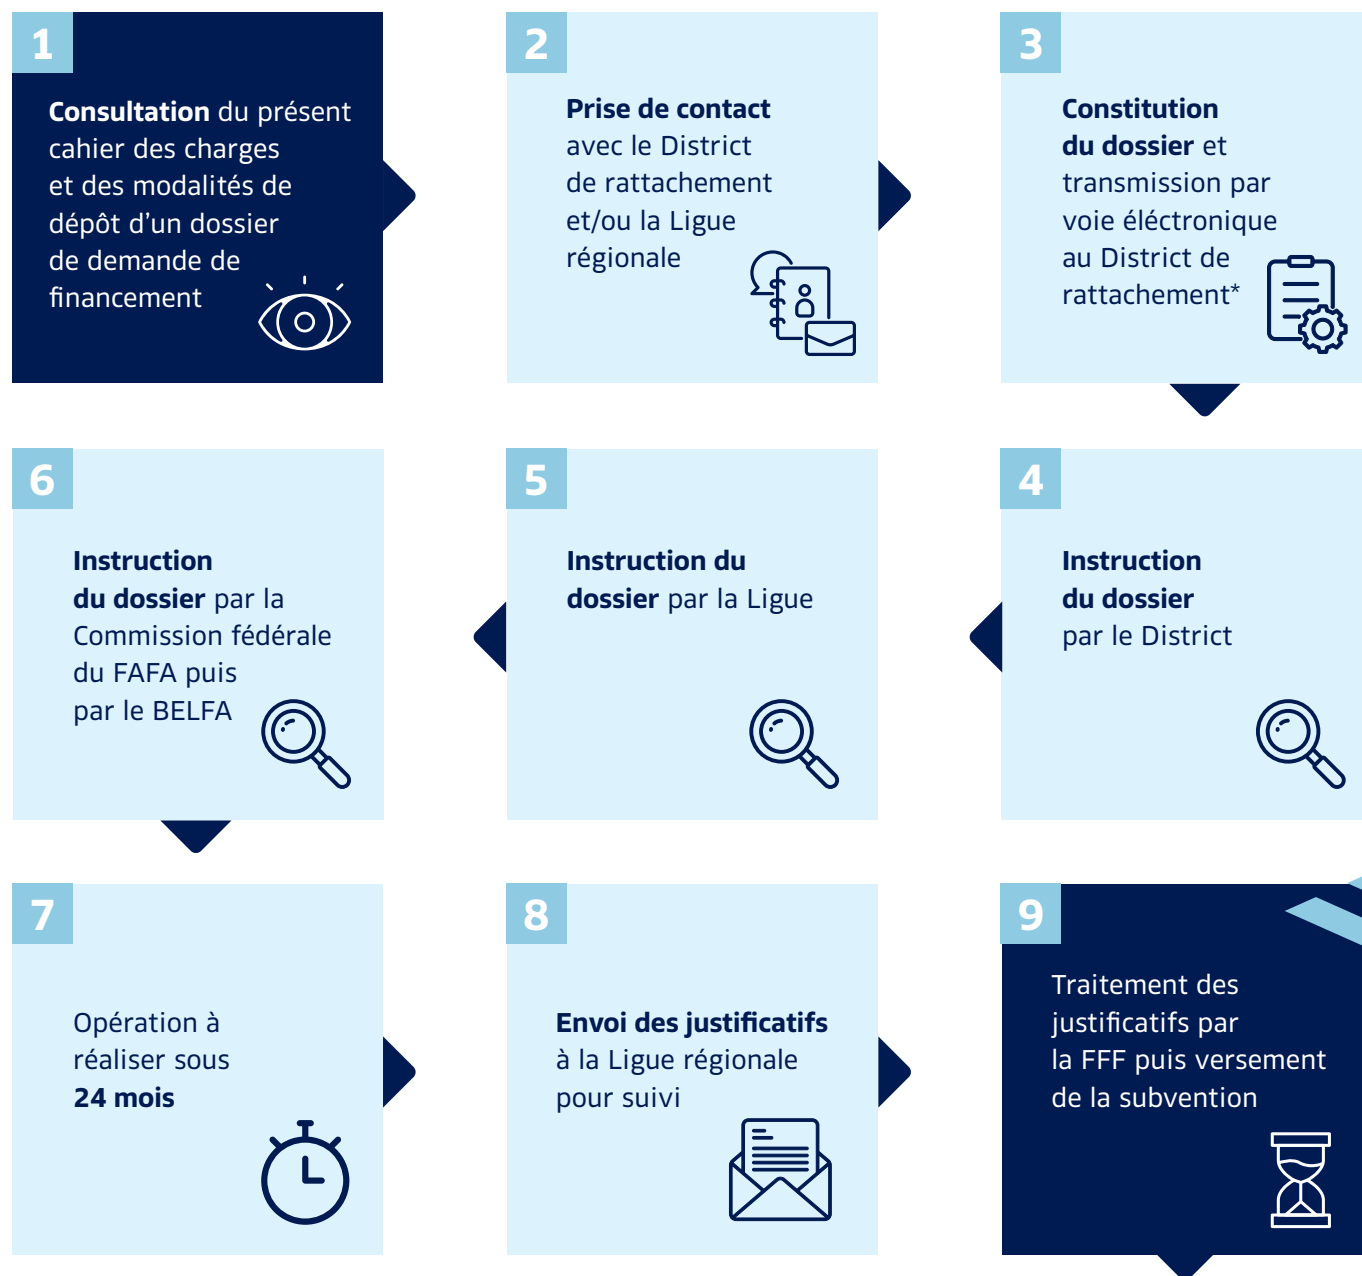 1
Consultation du présent
cahier des charges
et des modalités de
dépôt d'un dossier
de demande de
financement
2
Prise de contact
avec le District
de rattachement
et/ou la Ligue
régionale
3
Constitution
du dossier et
transmission par
voie éléctronique
au District de
rattachement*
4
Instruction
du dossier
par le District
5
Instruction du
dossier par la Ligue
6
Instruction
du dossier par la
Commission fédérale
du FAFA puis
par le BELFA
7
Opération à
réaliser sous
24 mois
8
Envoi des justificatifs
à la Ligue régionale
pour suivi
9
Traitement des
justificatifs par
la FFF puis versement
de la subvention